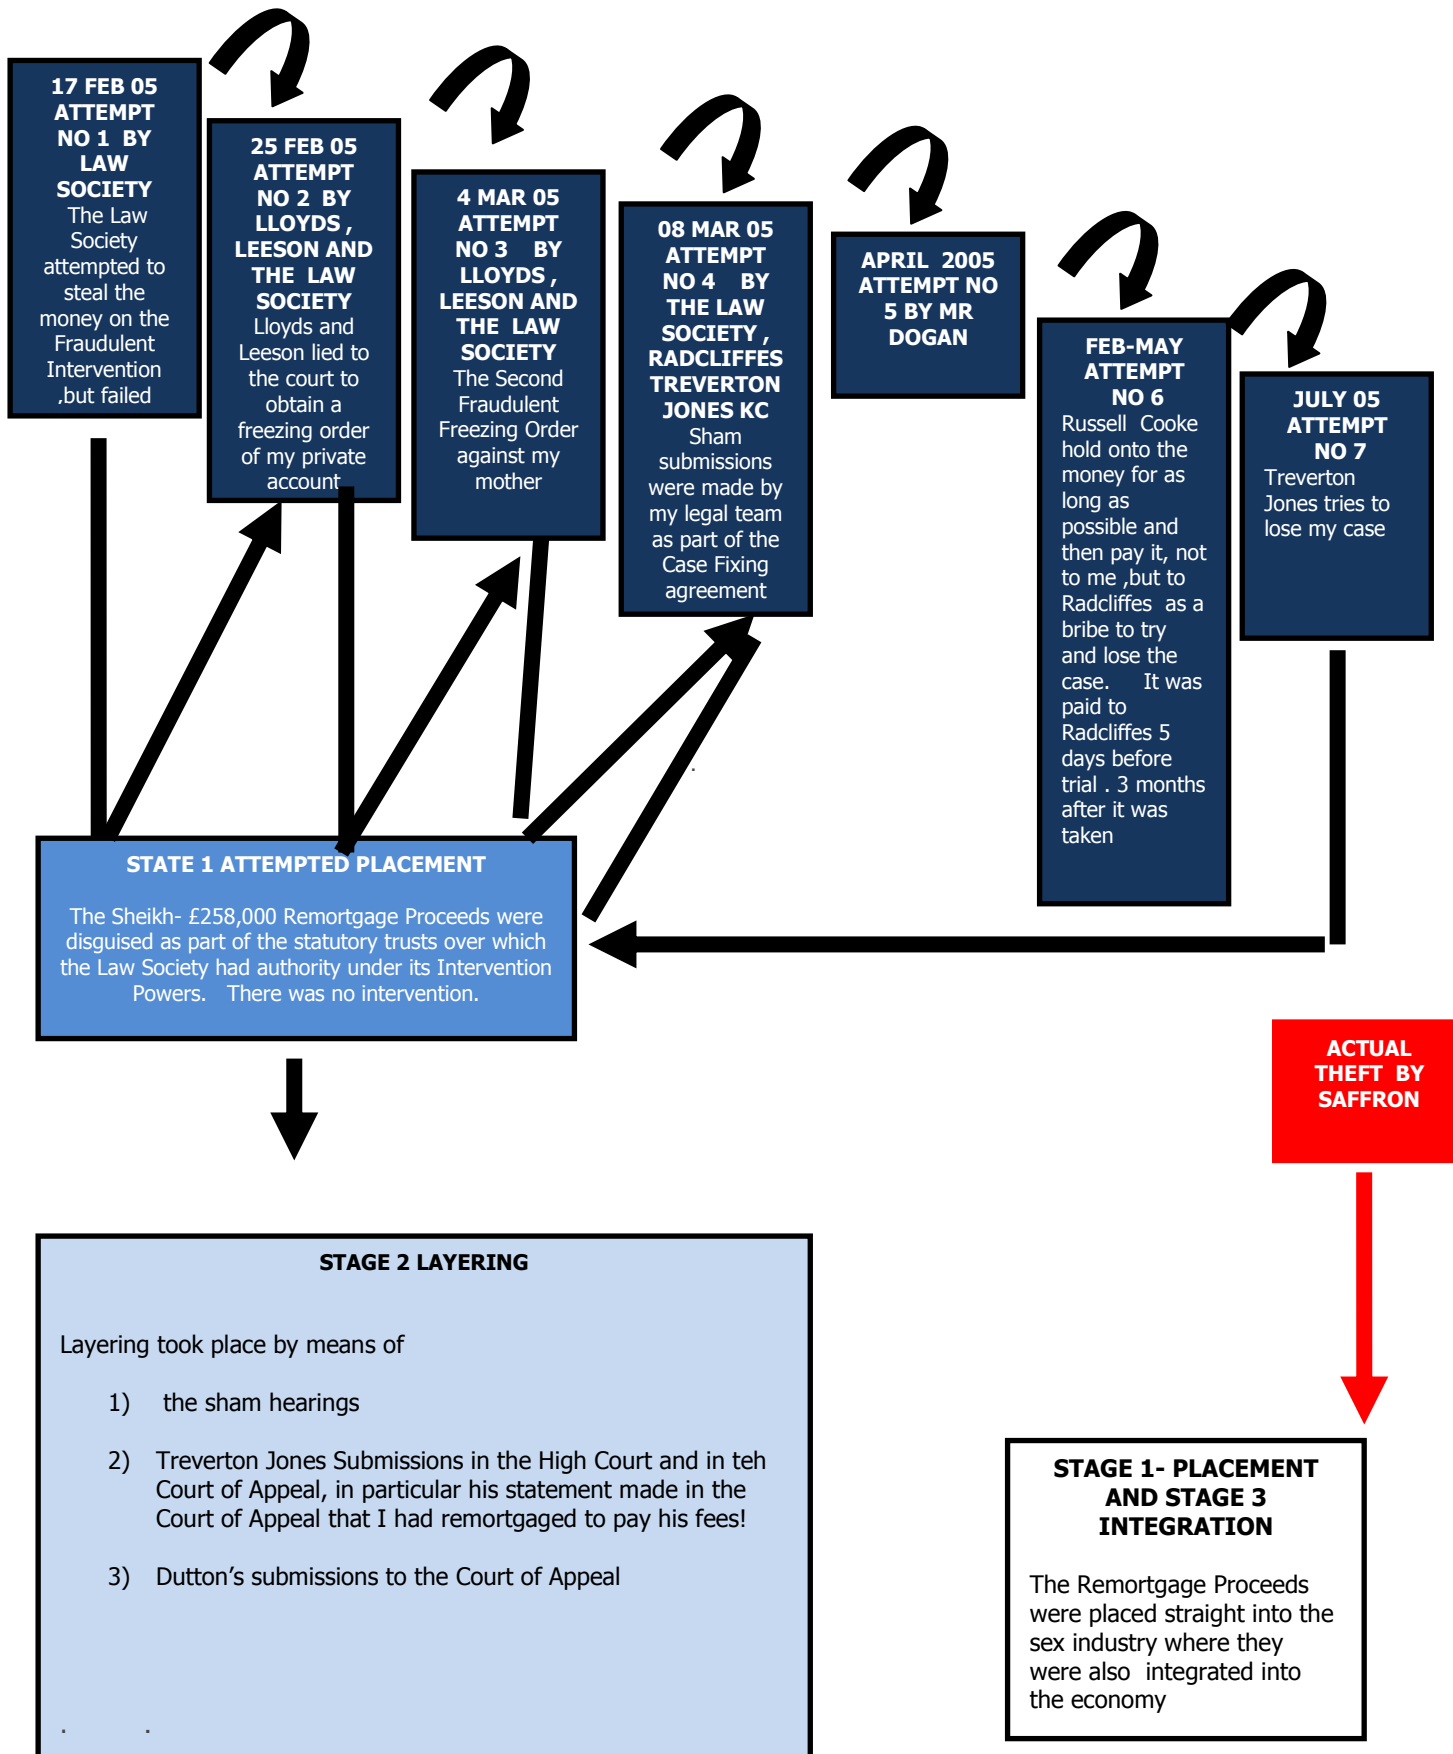 17 FEB 05
ATTEMPT
NO 1  BY
LAW
SOCIETY
The Law
Society
attempted to
steal the
money on the
Fraudulent
Intervention
,but failed
25 FEB 05
ATTEMPT
NO 2  BY
LLOYDS ,
LEESON AND
THE  LAW
SOCIETY
Lloyds and
Leeson lied to
the court to
obtain a
freezing order
of my private
account
4 MAR 05
ATTEMPT
NO 3    BY
LLOYDS ,
LEESON AND
THE  LAW
SOCIETY
The Second
Fraudulent
Freezing Order
against my
mother
08 MAR 05
ATTEMPT
NO 4    BY
THE LAW
SOCIETY ,
RADCLIFFES
TREVERTON
JONES KC
Sham
submissions
were made by
my legal team
as part of the
Case Fixing
agreement
APRIL  2005
ATTEMPT NO
5 BY MR
DOGAN
FEB-MAY
ATTEMPT
NO 6
Russell  Cooke
hold onto the
money for as
long as
possible and
then pay it, not
to me ,but to
Radcliffes  as a
bribe to try
and lose the
case.    It was
paid to
Radcliffes 5
days before
trial . 3 months
after it was
taken
JULY 05
ATTEMPT
NO 7
Treverton
Jones tries to
lose my case
.
STATE 1 ATTEMPTED PLACEMENT
The Sheikh- £258,000 Remortgage Proceeds were
disguised as part of the statutory trusts over which
the Law Society had authority under its Intervention
Powers.   There was no intervention.
ACTUAL
THEFT  BY
SAFFRON
STAGE 2 LAYERING
Layering took place by means of
1)    the sham hearings
2)   Treverton Jones Submissions in the High Court and in teh
Court of Appeal, in particular his statement made in the
Court of Appeal that I had remortgaged to pay his fees!
3)   Dutton’s submissions to the Court of Appeal
.          .
STAGE 1- PLACEMENT
AND STAGE 3
INTEGRATION
The Remortgage Proceeds
were placed straight into the
sex industry where they
were also  integrated into
the economy